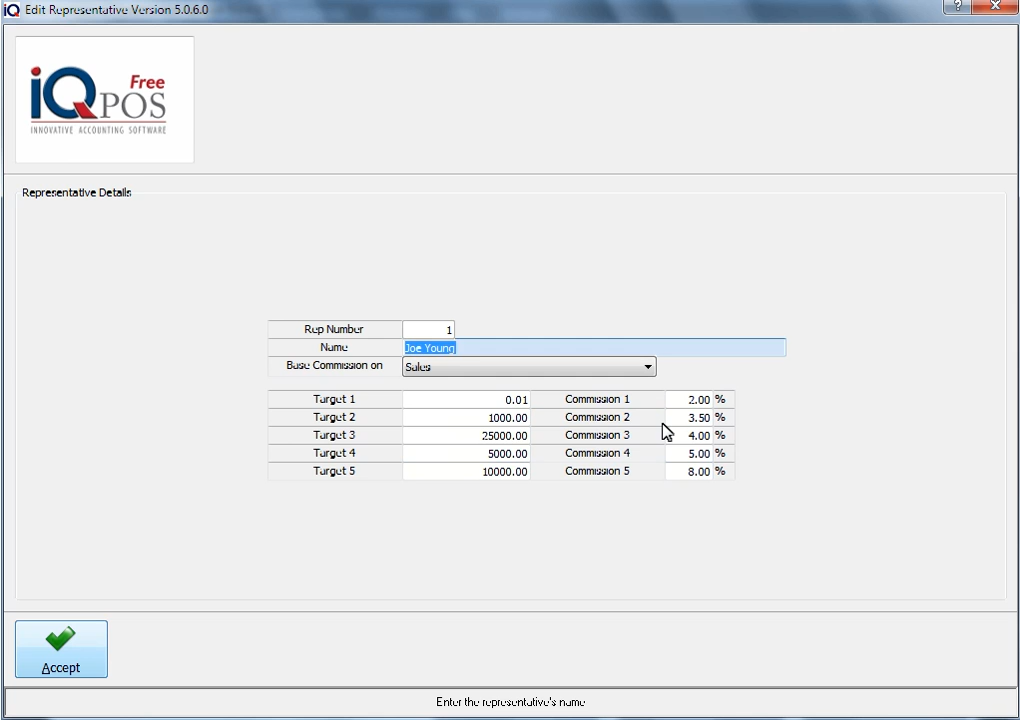 iQ Edit Representative Version 5.0.6.0
?
iQ Free
POS
INNOVATIVE ACCOUNTING SOFTWARE
Representative Details
Rep Number 1
Name Joe Young
Base Commission on Sales
Target 1 0.01 Commission 1 2.00 %
Target 2 1000.00 Commission 2 3.50 %
Target 3 25000.00 Commission 3 4.00 %
Target 4 5000.00 Commission 4 5.00 %
Target 5 10000.00 Commission 5 8.00 %
Accept
Enter the representative's name